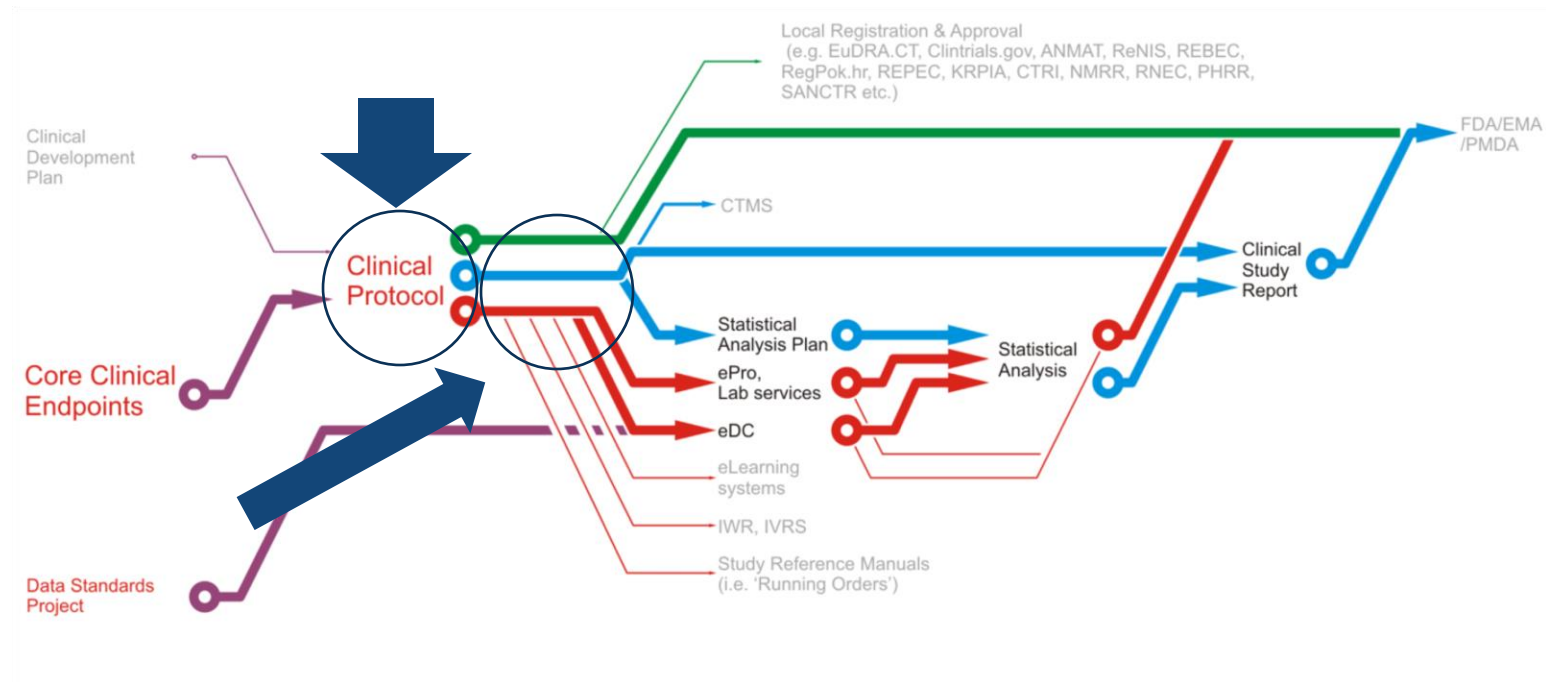 Local Registration & Approval
(e.g. EuDRA.CT, Clintrials.gov, ANMAT, ReNIS, REBEC,
RegPok.hr, REPEC, KRPIA, CTRI, NMRR, RNEC, PHRR,
SANCTR etc.)
FDA/EMA
/PMDA
Clinical
Development
Plan
CTMS
Clinical
Protocol
Clinical
Study
Report
Statistical
Analysis Plan
Statistical
Analysis
Core Clinical
Endpoints
ePro,
Lab services
eDC
eLearning
systems
IWR, IVRS
Study Reference Manuals
(i.e. 'Running Orders')
Data Standards
Project